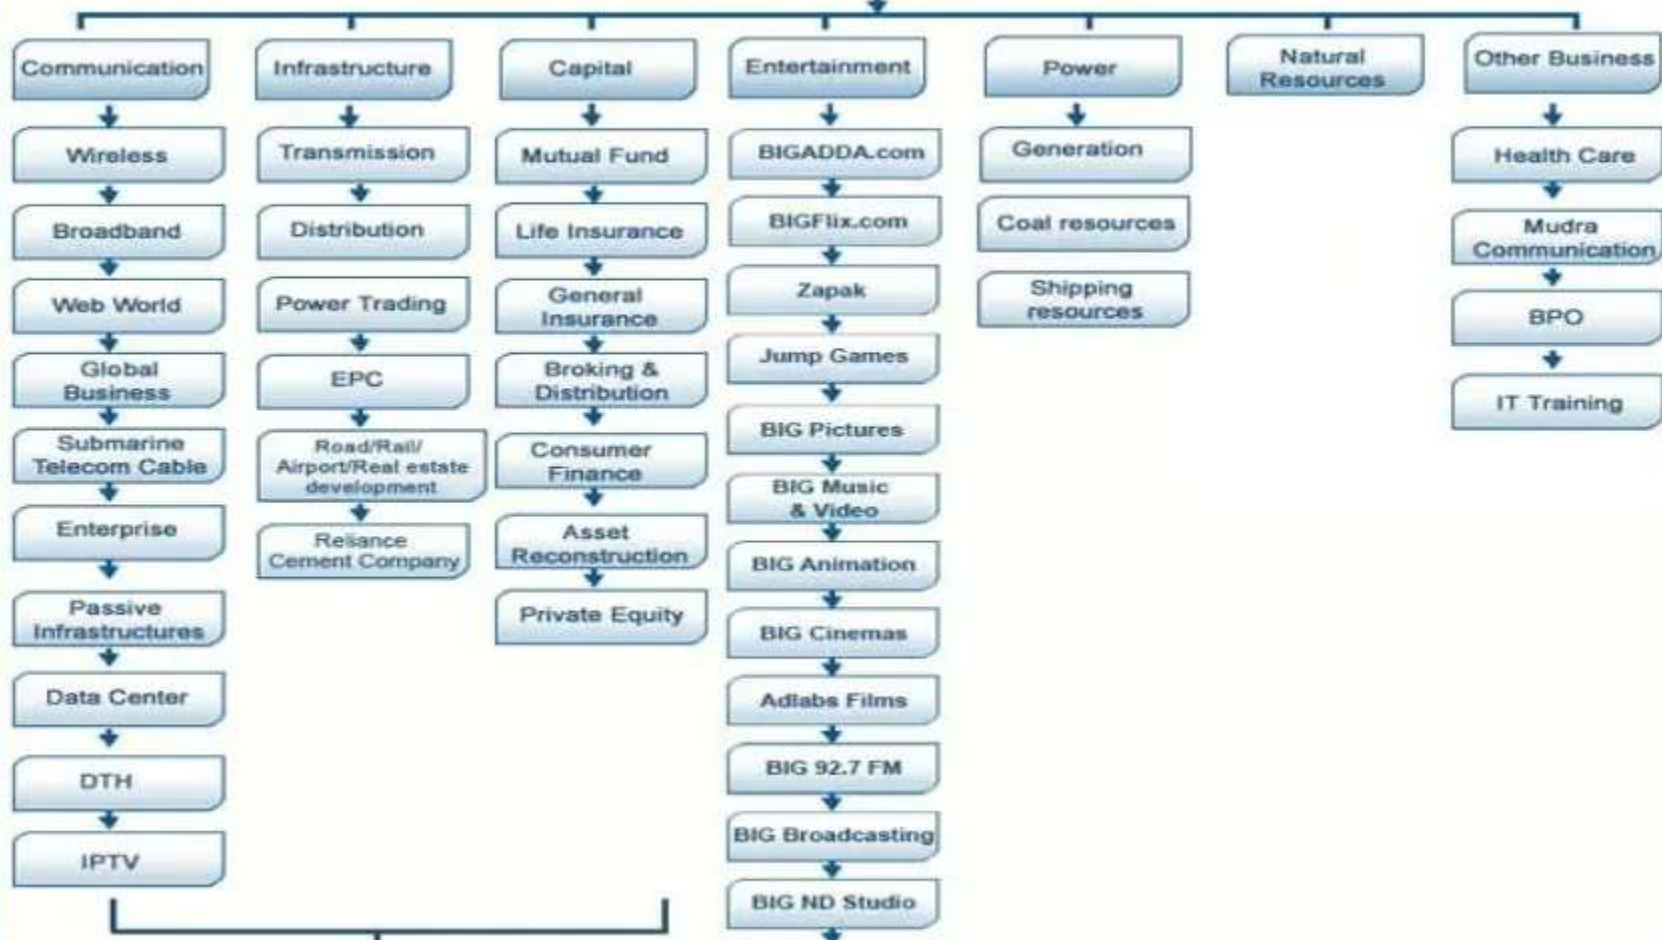 Communication
Wireless
Broadband
Web World
Global
Business
Submarine
Telecom Cable
Enterprise
Passive
Infrastructures
Data Center
DTH
IPTV
Infrastructure
Transmission
Distribution
Power Trading
EPC
Road/Rail/
Airport/Real estate
development
Reliance
Cement Company
Capital
Mutual Fund
Life Insurance
General
Insurance
Broking &
Distribution
Consumer
Finance
Asset
Reconstruction
Private Equity
Entertainment
BIGADDA.com
BIGFlix.com
Zapak
Jump Games
BIG Pictures
BIG Music
& Video
BIG Animation
BIG Cinemas
Adlabs Films
BIG 92.7 FM
BIG Broadcasting
BIG ND Studio
Power
Generation
Coal resources
Shipping
resources
Natural
Resources
Other Business
Health Care
Mudra
Communication
BPO
IT Training